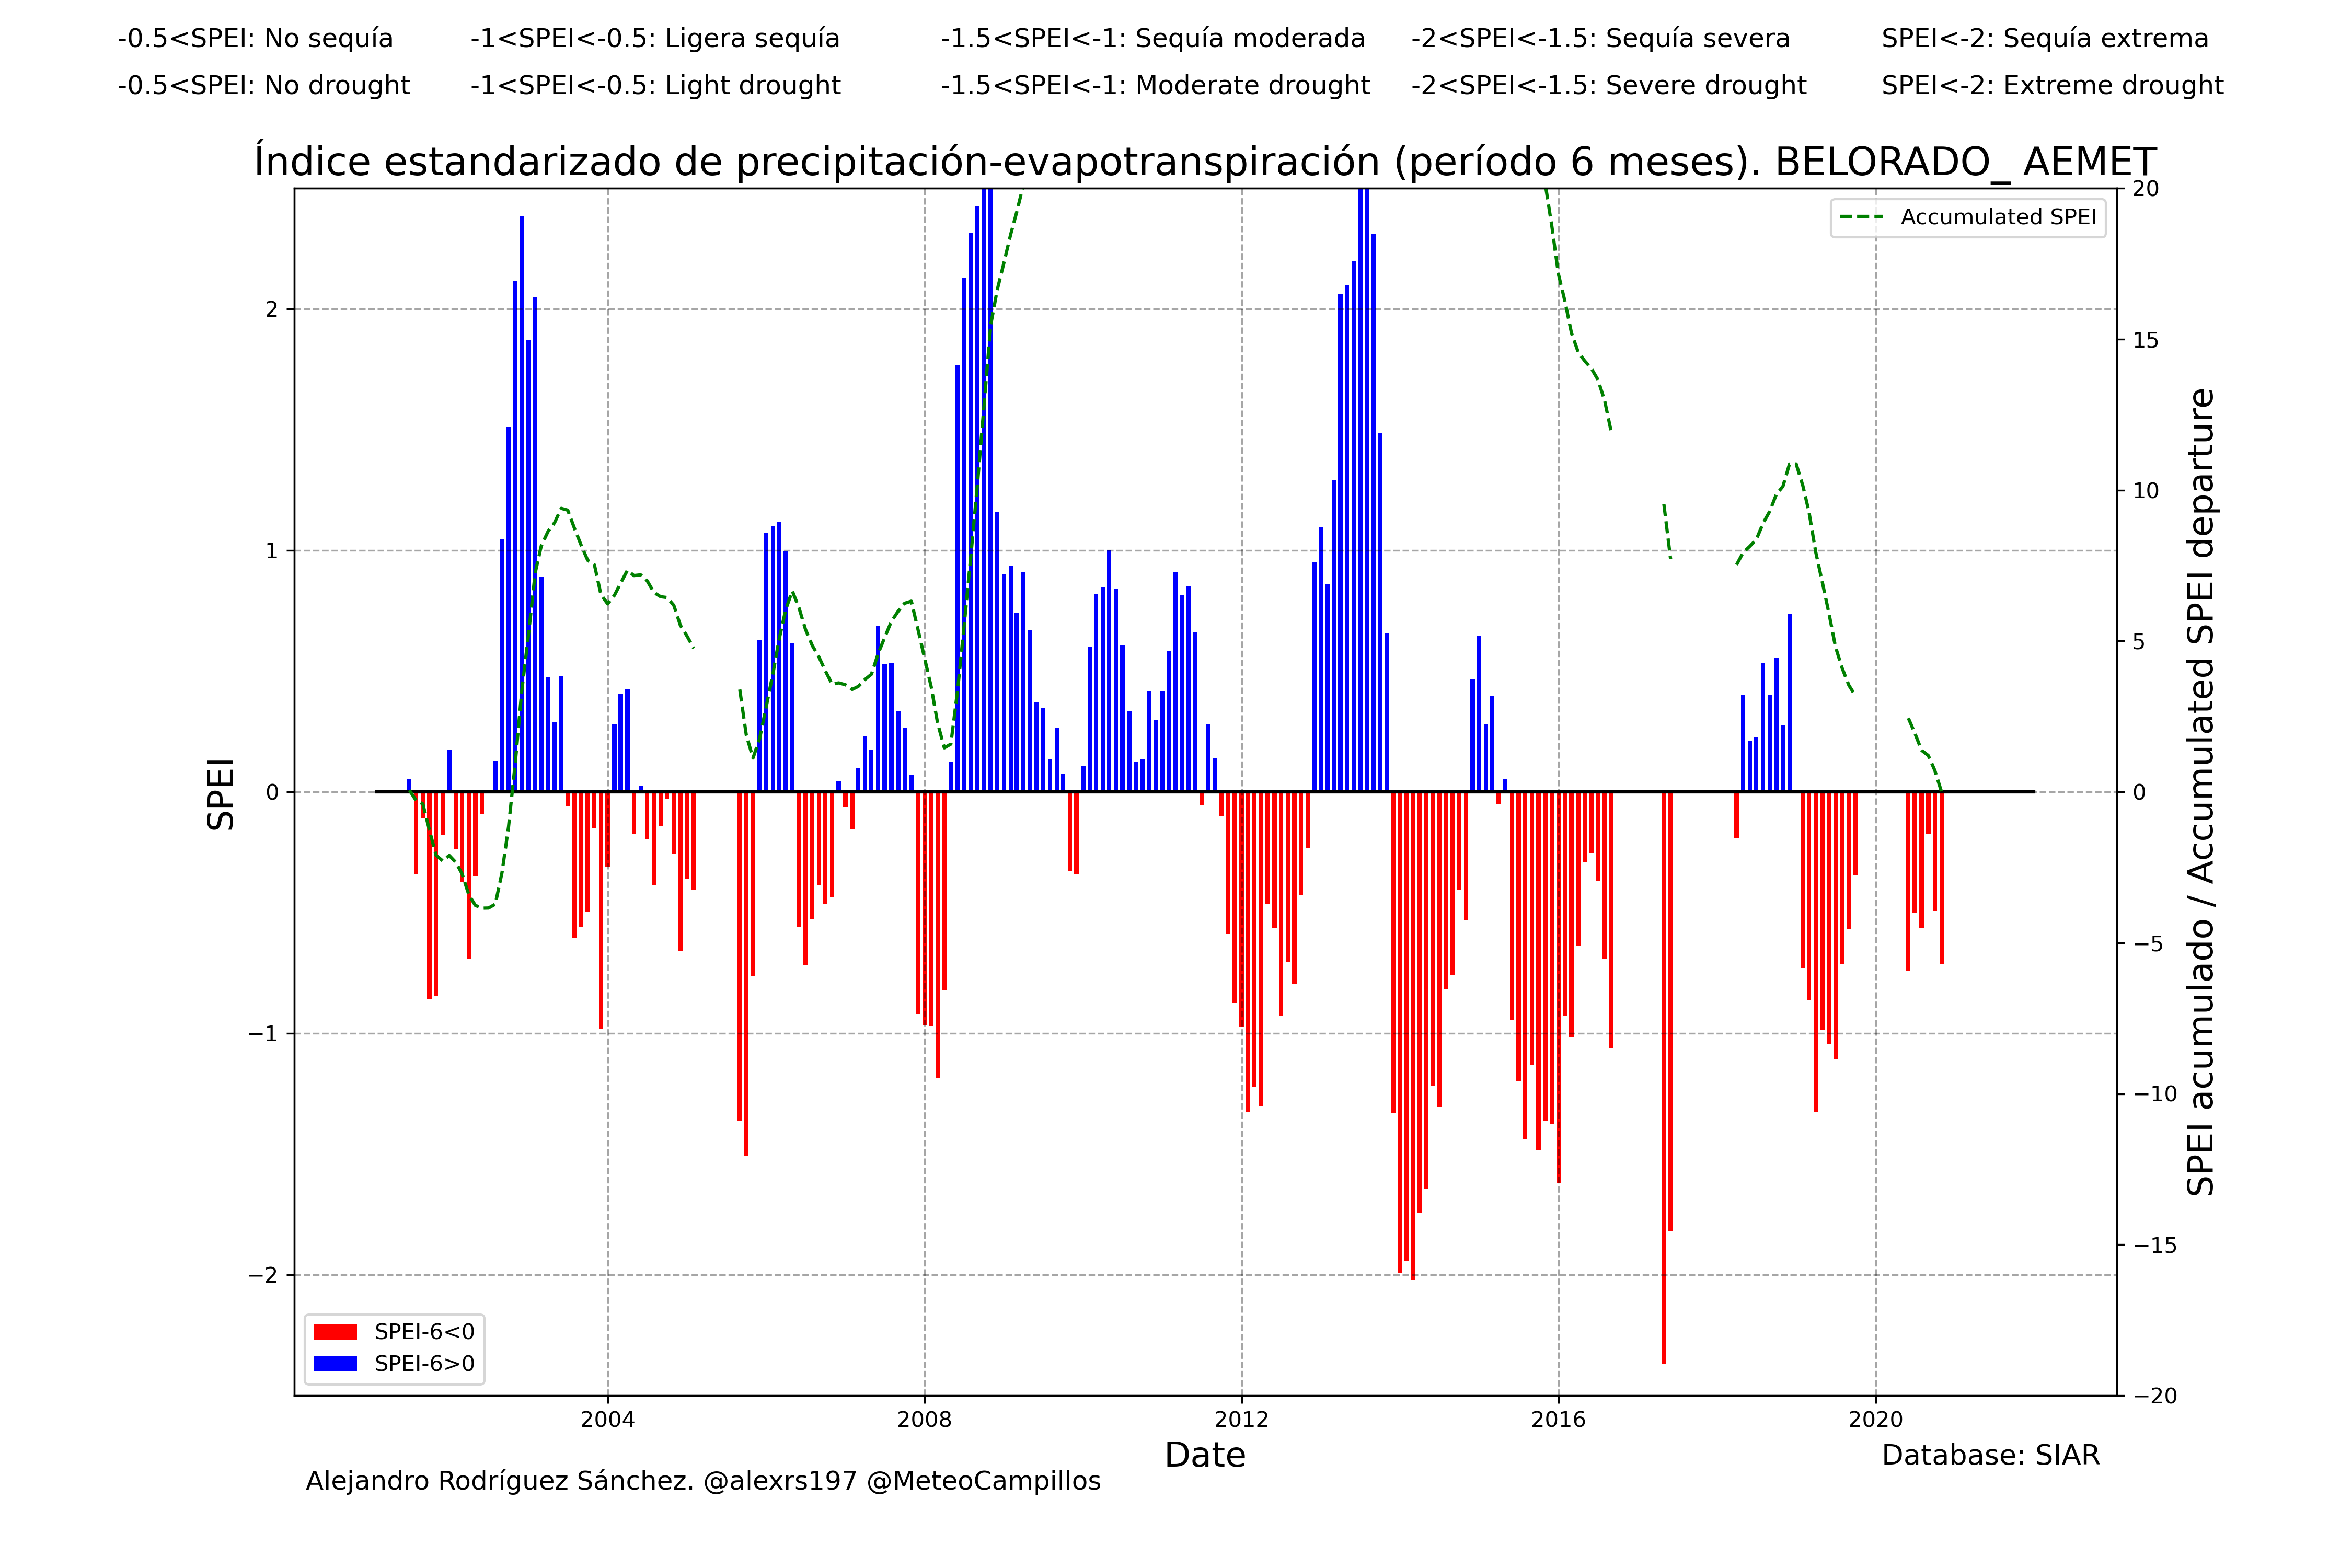 -0.5<SPEI: No sequía -1<SPEI<-0.5: Ligera sequía -1.5<SPEI<-1: Sequía moderada -2<SPEI<-1.5: Sequía severa SPEI<-2: Sequía extrema
-0.5<SPEI: No drought -1<SPEI<-0.5: Light drought -1.5<SPEI<-1: Moderate drought -2<SPEI<-1.5: Severe drought SPEI<-2: Extreme drought
Índice estandarizado de precipitación-evapotranspiración (período 6 meses). BELORADO_ AEMET
Accumulated SPEI
SPEI
2
1
0
−1
−2
20
15
10
5
0
−5
−10
−15
−20
SPEI acumulado / Accumulated SPEI departure
SPEI-6<0
SPEI-6>0
2004 2008 2012 2016 2020
Date
Database: SIAR
Alejandro Rodríguez Sánchez. @alexrs197 @MeteoCampillos